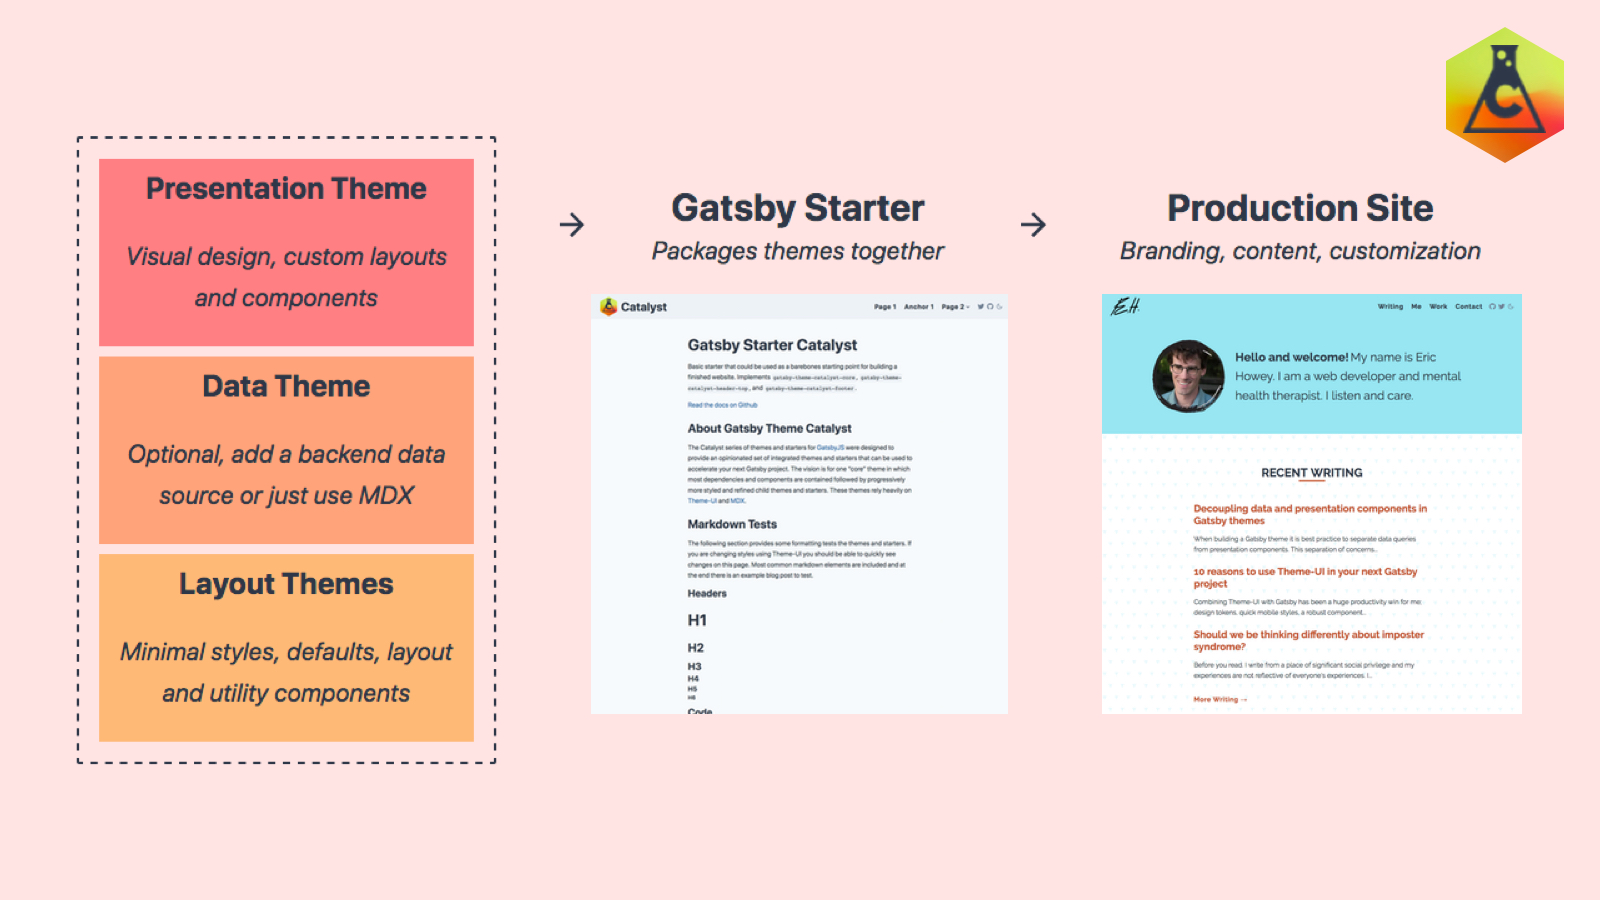 Presentation Theme
Visual design, custom layouts
and components
Data Theme
Optional, add a backend data
source or just use MDX
Layout Themes
Minimal styles, defaults, layout
and utility components
→
Gatsby Starter
Packages themes together
Catalyst
Page 1 Anchor 1 Page 2
Gatsby Starter Catalyst
Basic starter that could be used as a barebones starting point for building a
finished website. Implements gatsby-theme-catalyst-core, gatsby-theme-
catalyst-header-top, and gatsby-theme-catalyst-footer.
Read the docs on Github
About Gatsby Theme Catalyst
The Catalyst series of themes and starters for GatsbyJS were designed to
provide an opinionated set of integrated themes and starters that can be used to
accelerate your next Gatsby project. The vision is for one "core" theme in which
most dependencies and components are contained followed by progressively
more styled and refined child themes and starters. These themes rely heavily on
Theme-UI and MDX.
Markdown Tests
The following section provides some formatting tests the themes and starters. If
you are changing styles using Theme-UI you should be able to quickly see
changes on this page. Most common markdown elements are included and at
the end there is an example blog post to test.
Headers
H1
H2
H3
H4
H5
H6
Code
→
Production Site
Branding, content, customization
E.H.
Writing Me Work Contact
Hello and welcome! My name is Eric
Howey. I am a web developer and mental
health therapist. I listen and care.
RECENT WRITING
Decoupling data and presentation components in
Gatsby themes
When building a Gatsby theme it is best practice to separate data queries
from presentation components. This separation of concerns...
10 reasons to use Theme-UI in your next Gatsby
project
Combining Theme-UI with Gatsby has been a huge productivity win for me:
design tokens, quick mobile styles, a robust component...
Should we be thinking differently about imposter
syndrome?
Before you read, I write from a place of significant social privilege and my
experiences are not reflective of everyone's experiences. I...
More Writing →
C